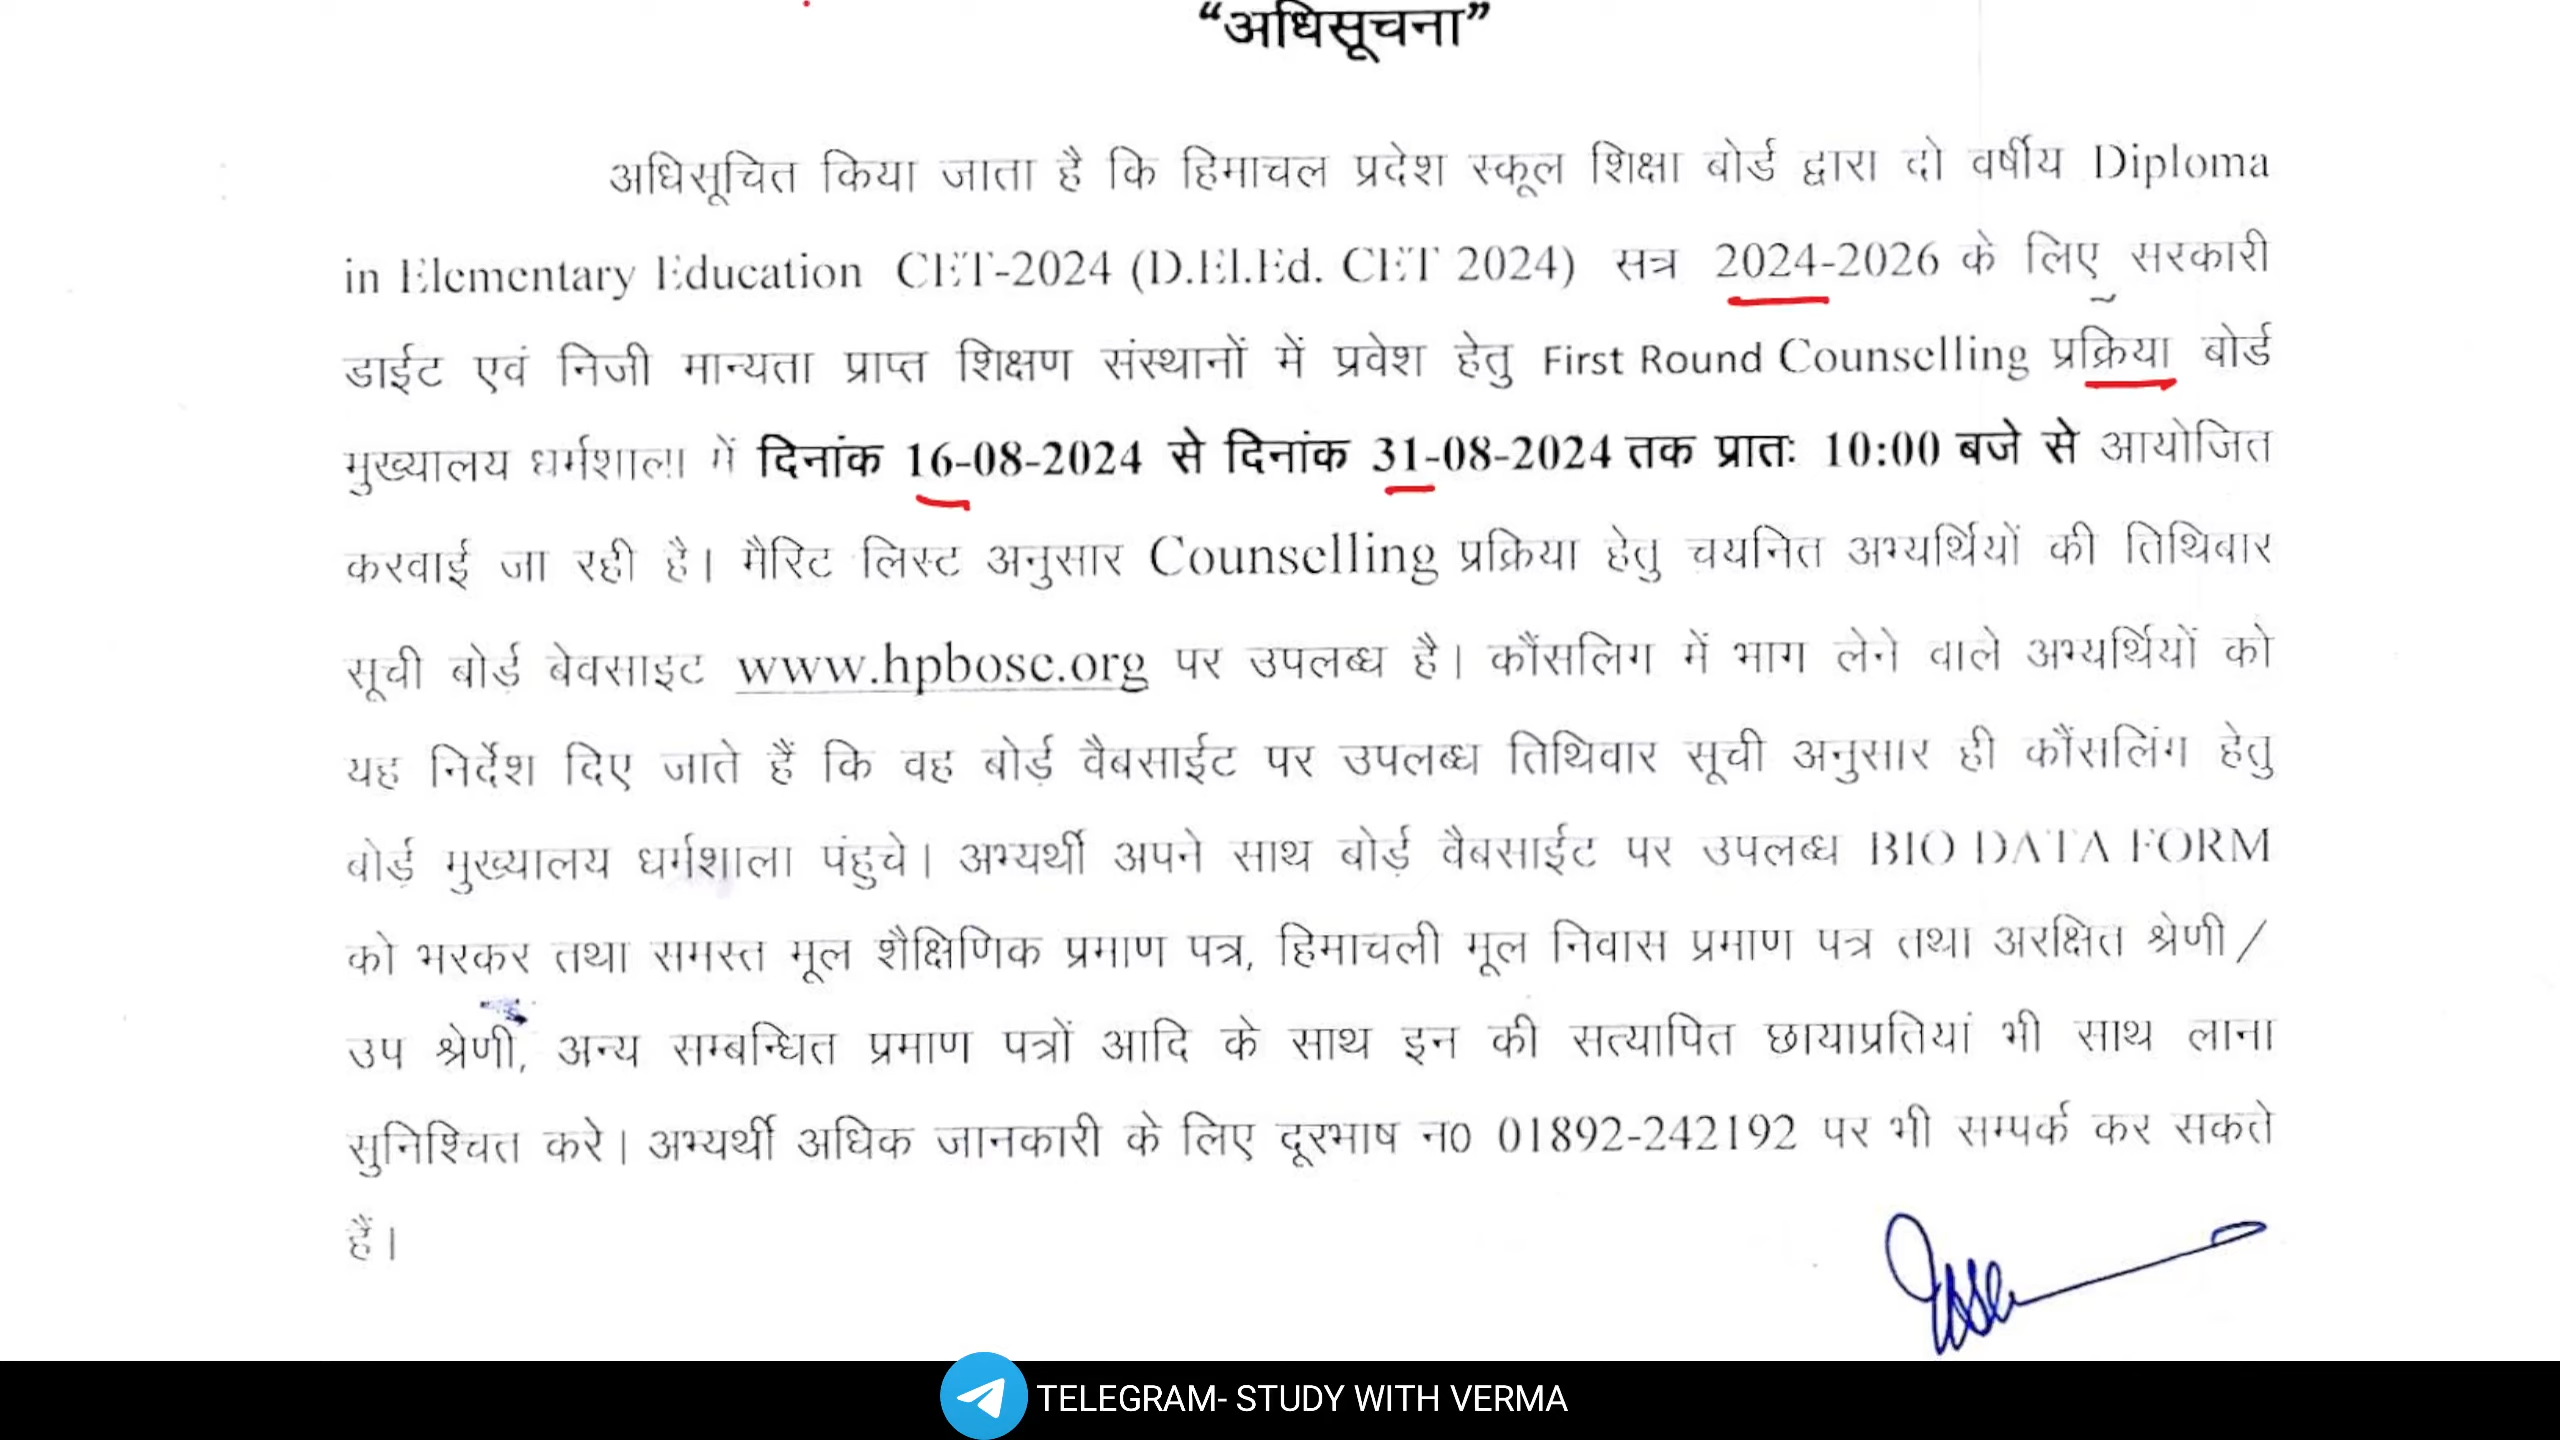 “अधिसूचना”
अधिसूचित किया जाता है कि हिमाचल प्रदेश स्कूल शिक्षा बोर्ड द्वारा दो वर्षीय Diploma
in Elementary Education CET-2024 (D.El.Ed. CET 2024) सत्र 2024-2026 के लिए सरकारी
डाईट एवं निजी मान्यता प्राप्त शिक्षण संस्थानों में प्रवेश हेतु First Round Counselling प्रक्रिया बोर्ड
मुख्यालय धर्मशाला में दिनांक 16-08-2024 से दिनांक 31-08-2024 तक प्रातः 10:00 बजे से आयोजित
करवाई जा रही है। मैरिट लिस्ट अनुसार Counselling प्रक्रिया हेतु चयनित अभ्यर्थियों की तिथिवार
सूची बोर्ड बेवसाइट www.hpbose.org पर उपलब्ध है। कौंसलिग में भाग लेने वाले अभ्यर्थियों को
यह निर्देश दिए जाते हैं कि वह बोर्ड वैबसाईट पर उपलब्ध तिथिवार सूची अनुसार ही कौंसलिंग हेतु
बोर्ड मुख्यालय धर्मशाला पंहुचे। अभ्यर्थी अपने साथ बोर्ड वैबसाईट पर उपलब्ध BIO DATA FORM
को भरकर तथा समस्त मूल शैक्षिणिक प्रमाण पत्र, हिमाचली मूल निवास प्रमाण पत्र तथा अरक्षित श्रेणी/
उप श्रेणी, अन्य सम्बन्धित प्रमाण पत्रों आदि के साथ इन की सत्यापित छायाप्रतियां भी साथ लाना
सुनिश्चित करे। अभ्यर्थी अधिक जानकारी के लिए दूरभाष न0 01892-242192 पर भी सम्पर्क कर सकते
हैं।
TELEGRAM- STUDY WITH VERMA